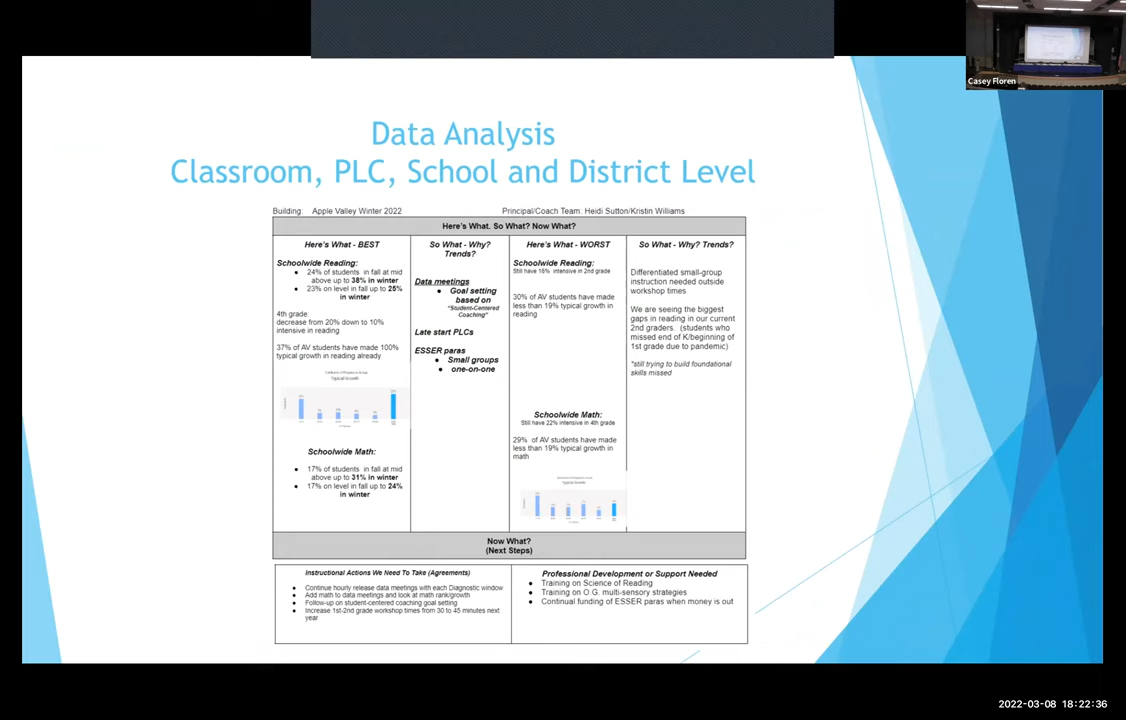 Casey Floren
Data Analysis
Classroom, PLC, School and District Level
Building: Apple Valley Winter 2022
Principal/Coach Team: Heidi Sutton/Kristin Williams
Here's What. So What? Now What?
Here's What - BEST
Schoolwide Reading:
24% of students in fall at mid
above up to 38% in winter
23% on level in fall up to 25%
in winter
4th grade:
decrease from 20% down to 10%
intensive in reading
37% of AV students have made 100%
typical growth in reading already
Typical Growth
Schoolwide Math:
17% of students in fall at mid
above up to 31% in winter
17% on level in fall up to 24%
in winter
So What - Why?
Trends?
Data meetings
Goal setting
based on
"Student-Centered
Coaching"
Late start PLCs
ESSER paras
Small groups
one-on-one
Here's What - WORST
Schoolwide Reading:
Still have 16% intensive in 2nd grade
30% of AV students have made
less than 19% typical growth in
reading
Schoolwide Math:
Still have 22% intensive in 4th grade
29% of AV students have made
less than 19% typical growth in
math
Typical Growth
So What - Why? Trends?
Differentiated small-group
instruction needed outside
workshop times
We are seeing the biggest
gaps in reading in our current
2nd graders. (students who
missed end of K/beginning of
1st grade due to pandemic)
*still trying to build foundational
skills missed
Now What?
(Next Steps)
Instructional Actions We Need To Take (Agreements)
Continue hourly release data meetings with each Diagnostic window
Add math to data meetings and look at math rank/growth
Follow-up on student-centered coaching goal setting
Increase 1st-2nd grade workshop times from 30 to 45 minutes next
year
Professional Development or Support Needed
Training on Science of Reading
Training on O.G. multi-sensory strategies
Continual funding of ESSER paras when money is out
2022-03-08 18:22:36